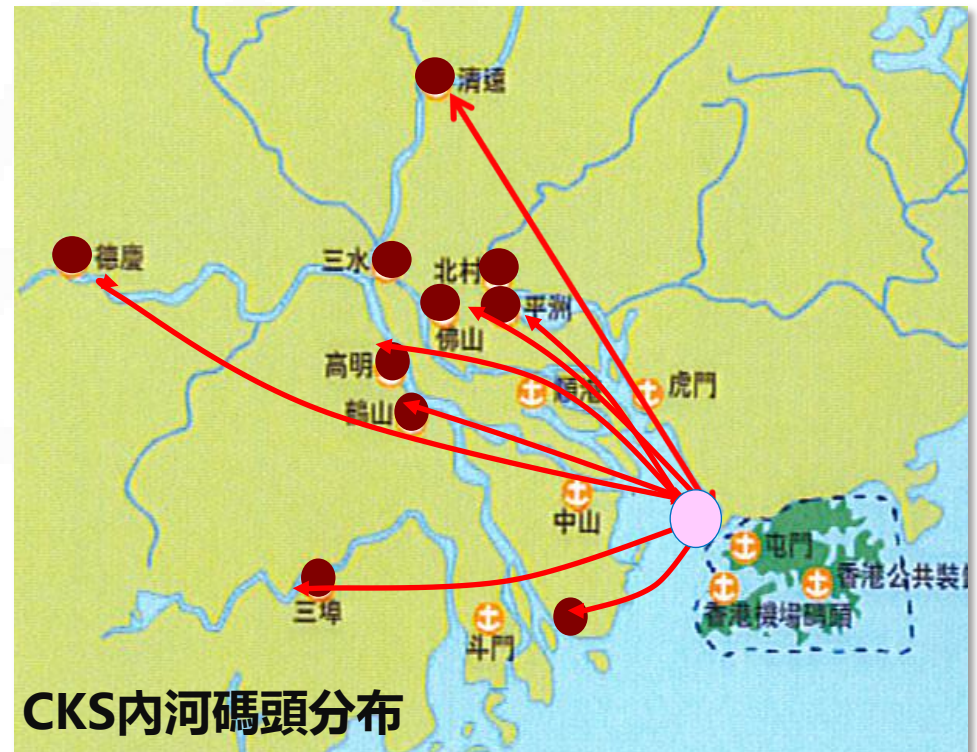 清遠
德慶
三水
北村
平洲
佛山
高明
順港
虎門
鶴山
中山
屯門
香港公共裝
香港機場碼頭
三埠
斗門
CKS內河碼頭分布